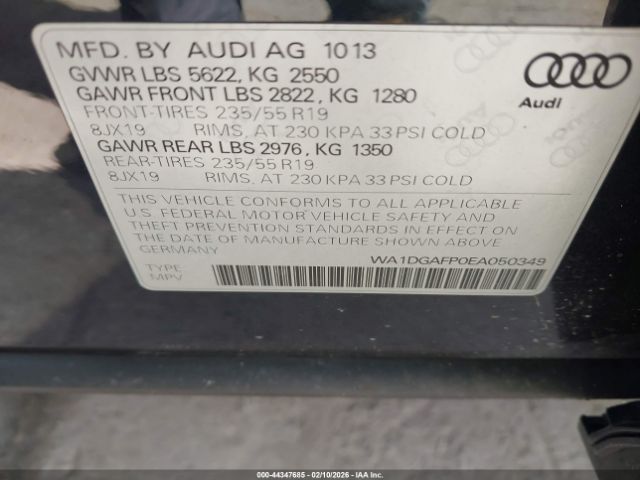 MFD. BY AUDI AG 10 13
GVWR LBS 5622, KG 2550
GAWR FRONT LBS 2822, KG 1280
FRONT-TIRES 235/55 R19
8JX19 RIMS, AT 230 KPA 33 PSI COLD
GAWR REAR LBS 2976, KG 1350
REAR-TIRES 235/55 R19
8JX19 RIMS, AT 230 KPA 33 PSI COLD
THIS VEHICLE CONFORMS TO ALL APPLICABLE
U.S. FEDERAL MOTOR VEHICLE SAFETY AND
THEFT PREVENTION STANDARDS IN EFFECT ON
THE DATE OF MANUFACTURE SHOWN ABOVE
GERMANY
TYPE:
MPV
WA1DGAFP0EA050349
Audi
000-44347685 - 02/10/2026 - IAA Inc.